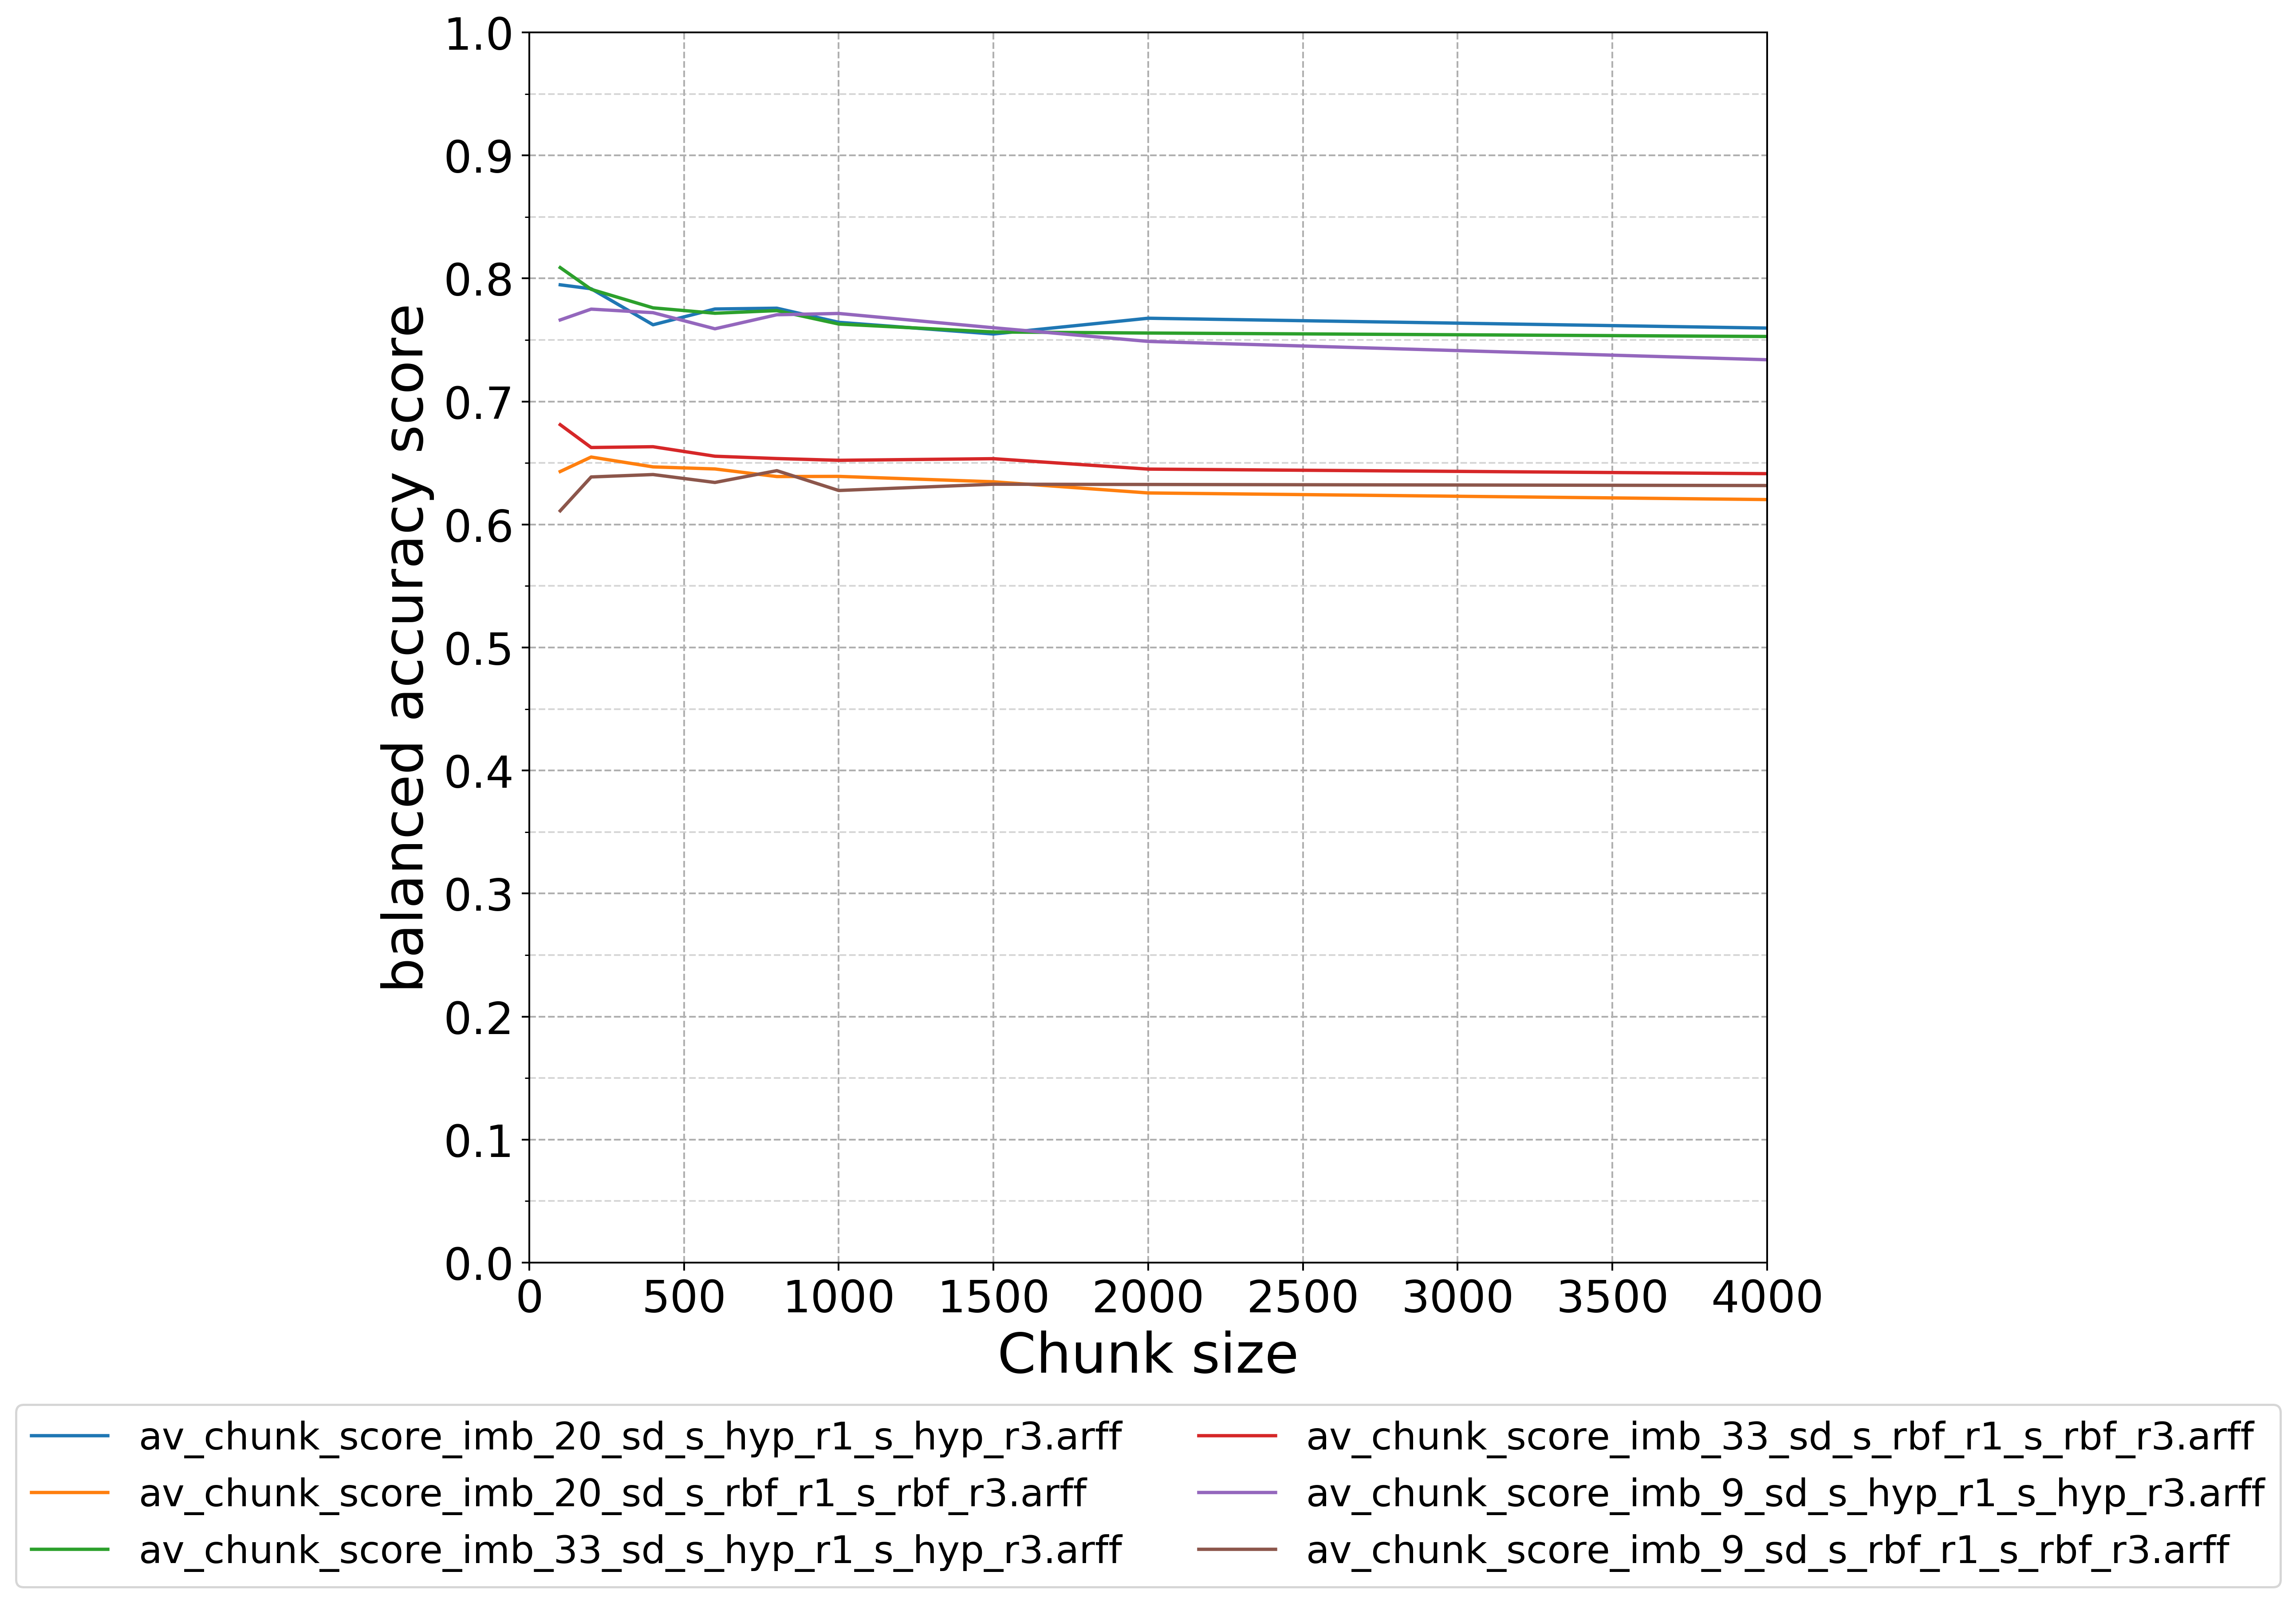 1.0
0.9
0.8
0.7
0.6
0.5
0.4
0.3
0.2
0.1
0.0
balanced accuracy score
0 500 1000 1500 2000 2500 3000 3500 4000
Chunk size
av_chunk_score_imb_20_sd_s_hyp_r1_s_hyp_r3.arff
av_chunk_score_imb_20_sd_s_rbf_r1_s_rbf_r3.arff
av_chunk_score_imb_33_sd_s_hyp_r1_s_hyp_r3.arff
av_chunk_score_imb_33_sd_s_rbf_r1_s_rbf_r3.arff
av_chunk_score_imb_9_sd_s_hyp_r1_s_hyp_r3.arff
av_chunk_score_imb_9_sd_s_rbf_r1_s_rbf_r3.arff